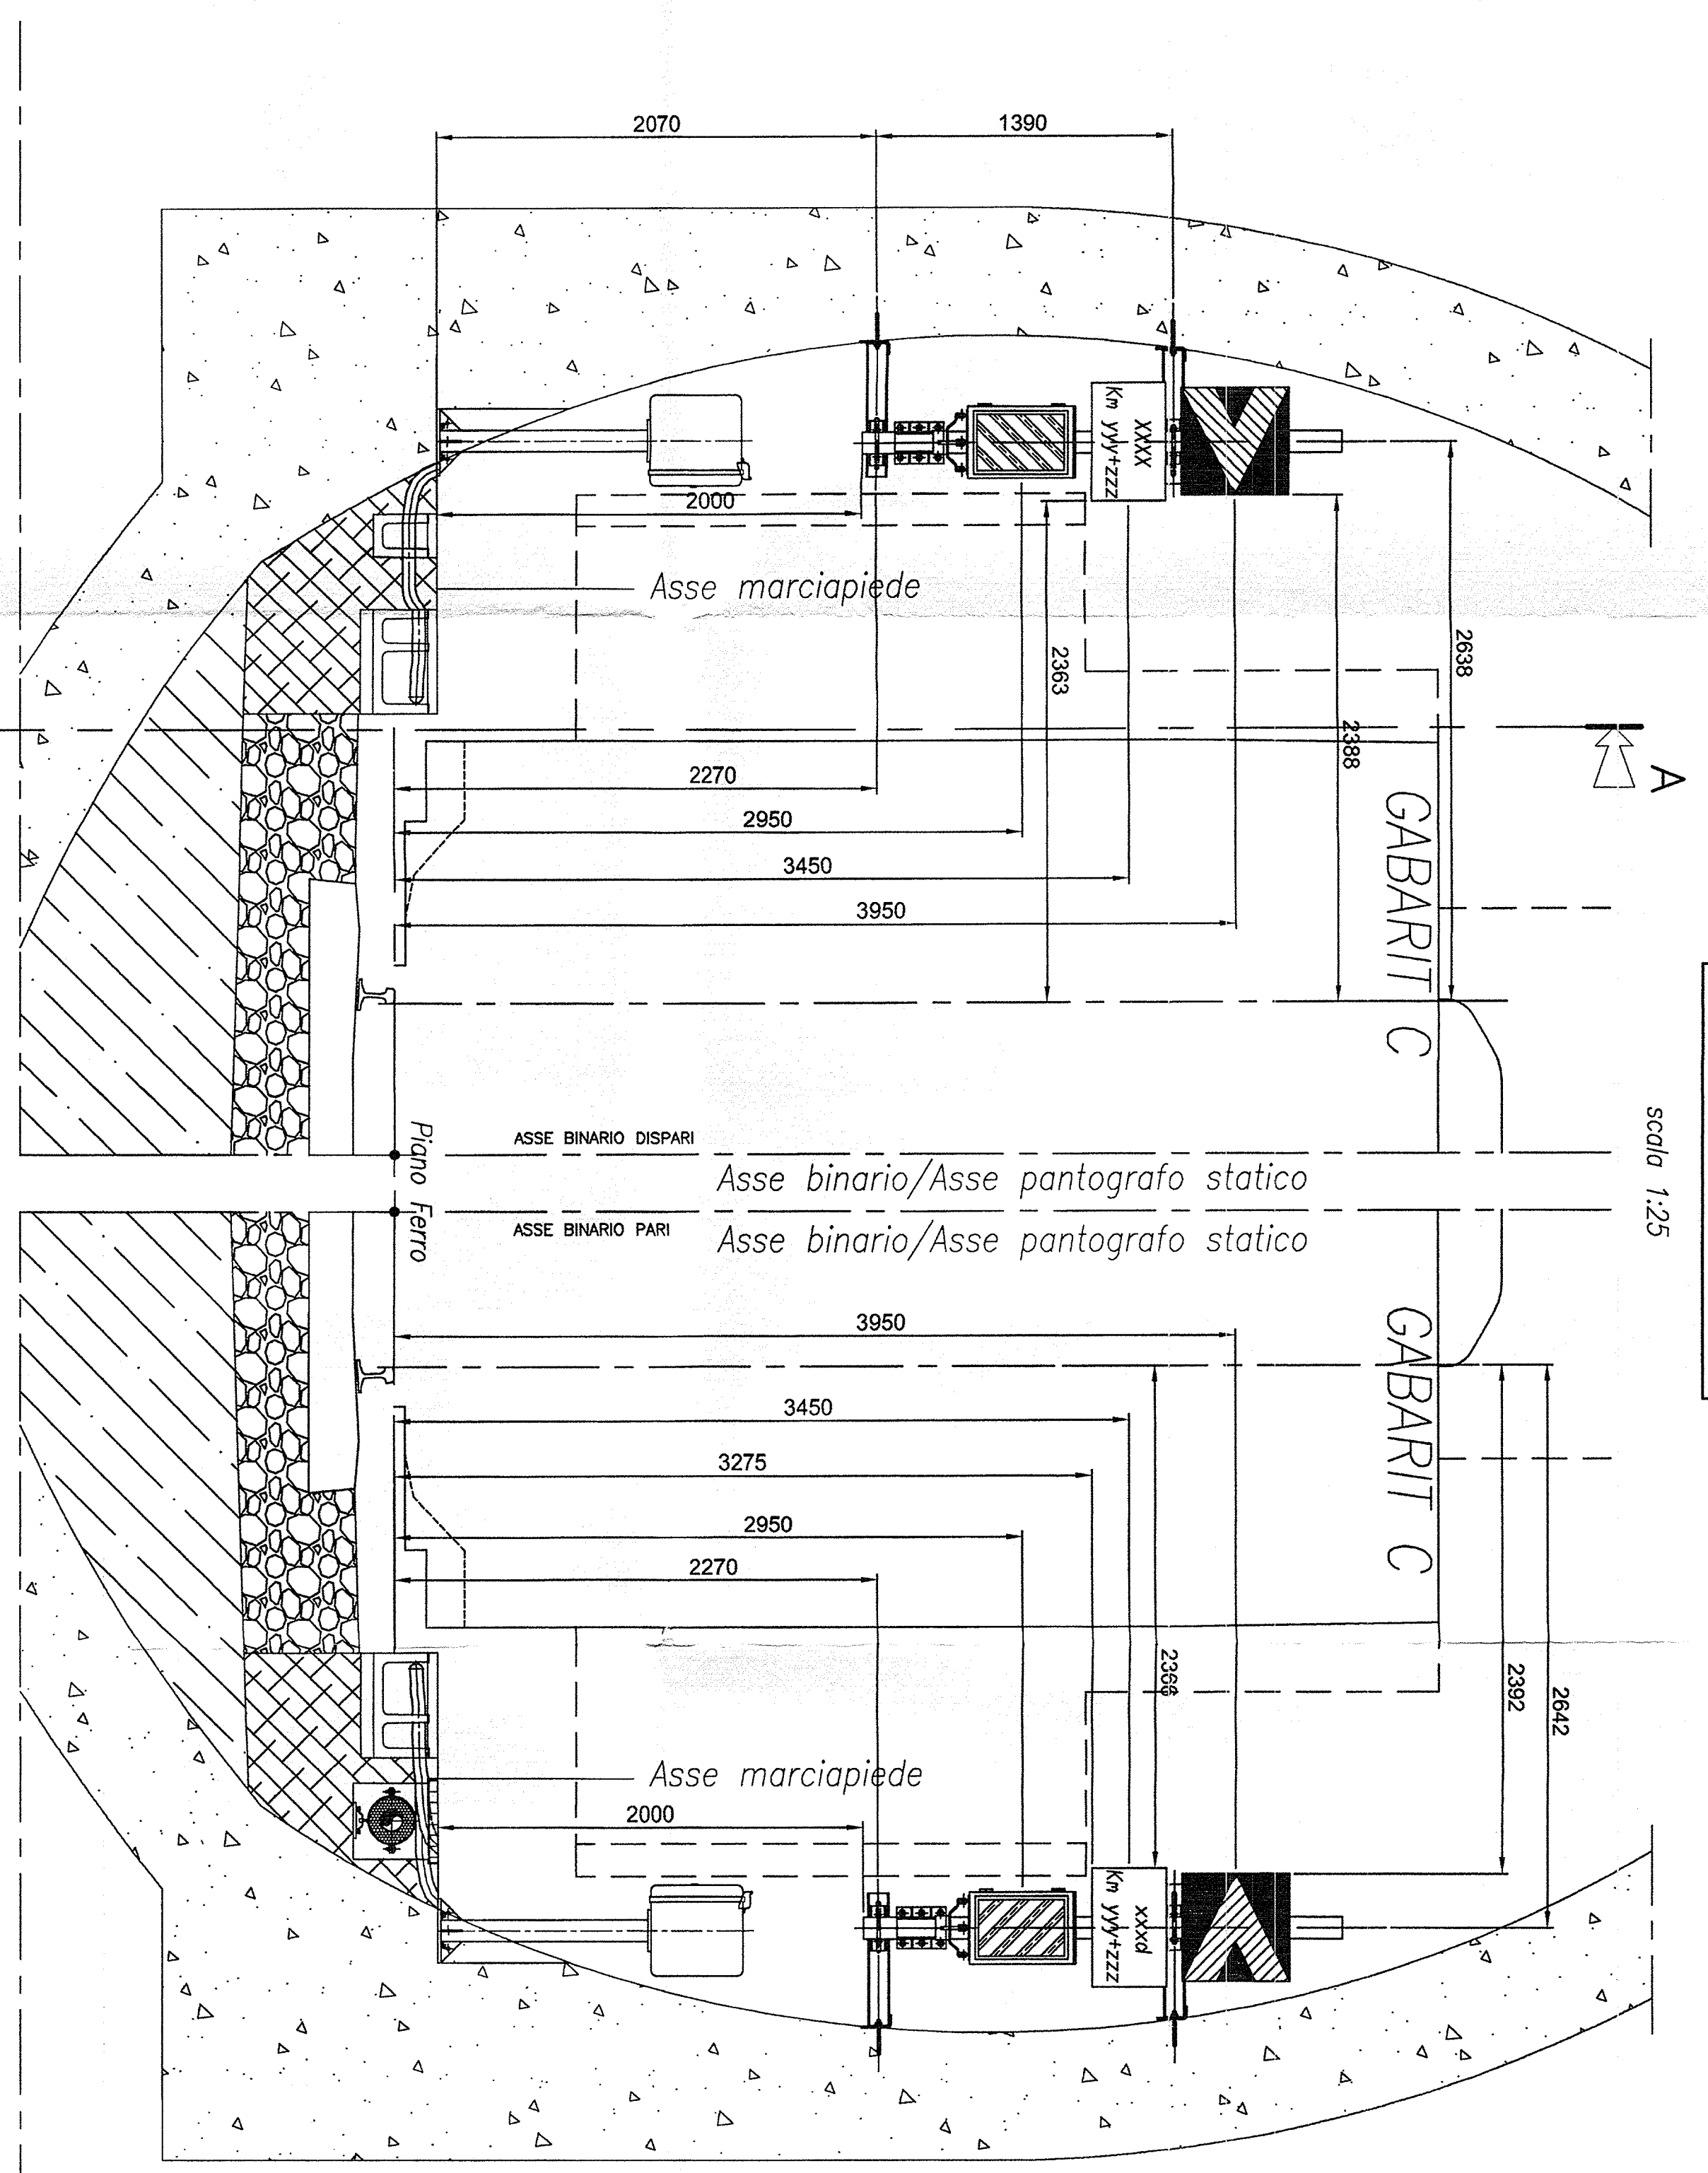 2070
1390
XXXX
Km yyy+zzz
2000
Asse marciapiede
2638
2363
2388
A
2270
2950
3450
3950
GABARIT C
scala 1:25
Piano Ferro
ASSE BINARIO DISPARI
Asse binario/Asse pantografo statico
ASSE BINARIO PARI
Asse binario/Asse pantografo statico
GABARIT C
3950
3450
3275
2950
2270
2392
2642
Asse marciapiede
2000
xxxd
Km yyy+zzz